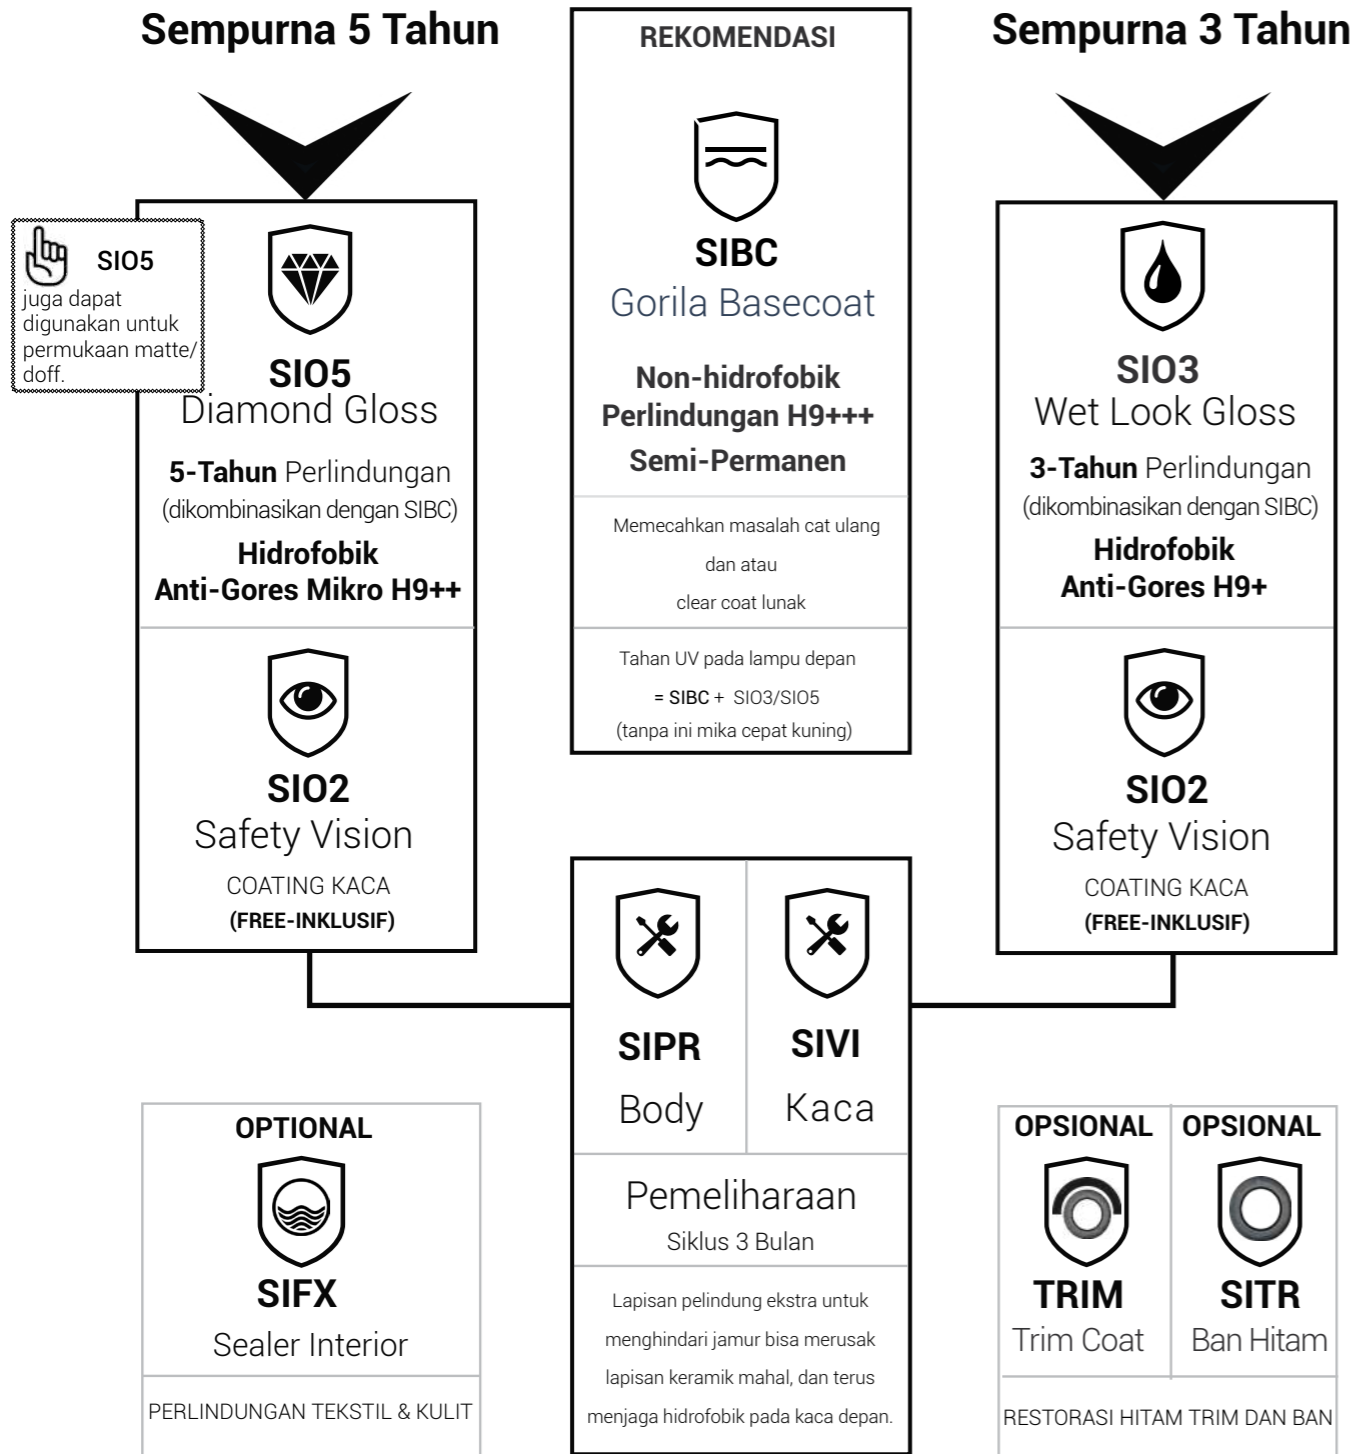 Sempurna 5 Tahun
SIO5
juga dapat
digunakan untuk
permukaan matte/
doff.
SIO5
Diamond Gloss
5-Tahun Perlindungan
(dikombinasikan dengan SIBC)
Hidrofobik
Anti-Gores Mikro H9++
SIO2
Safety Vision
COATING KACA
(FREE-INKLUSIF)
REKOMENDASI
SIBC
Gorila Basecoat
Non-hidrofobik
Perlindungan H9+++
Semi-Permanen
Memecahkan masalah cat ulang
dan atau
clear coat lunak
Tahan UV pada lampu depan
= SIBC + SIO3/SIO5
(tanpa ini mika cepat kuning)
Sempurna 3 Tahun
SIO3
Wet Look Gloss
3-Tahun Perlindungan
(dikombinasikan dengan SIBC)
Hidrofobik
Anti-Gores H9+
SIO2
Safety Vision
COATING KACA
(FREE-INKLUSIF)
SIPR
Body
SIVI
Kaca
Pemeliharaan
Siklus 3 Bulan
Lapisan pelindung ekstra untuk
menghindari jamur bisa merusak
lapisan keramik mahal, dan terus
menjaga hidrofobik pada kaca depan.
OPTIONAL
SIFX
Sealer Interior
PERLINDUNGAN TEKSTIL & KULIT
OPSIONAL
TRIM
Trim Coat
OPSIONAL
SITR
Ban Hitam
RESTORASI HITAM TRIM DAN BAN